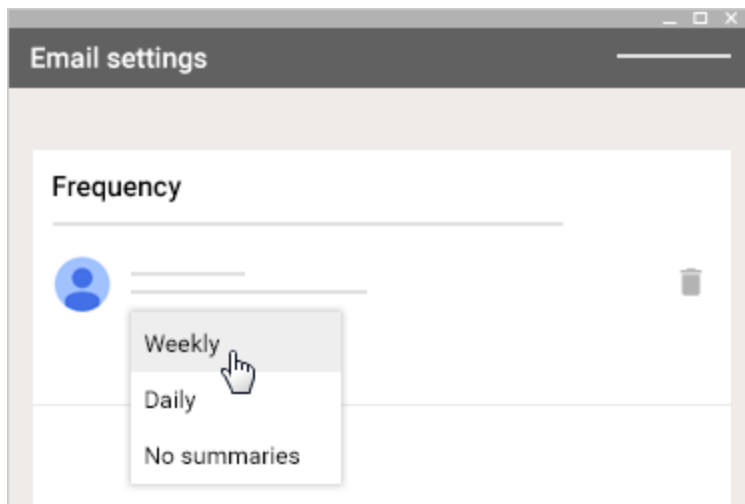 Email settings
Frequency
Weekly
Daily
No summaries